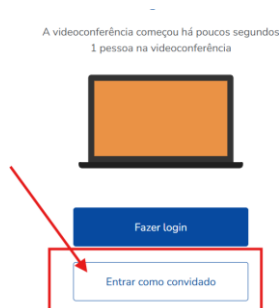 A videoconferência começou há poucos segundos
1 pessoa na videoconferência
Fazer login
Entrar como convidado